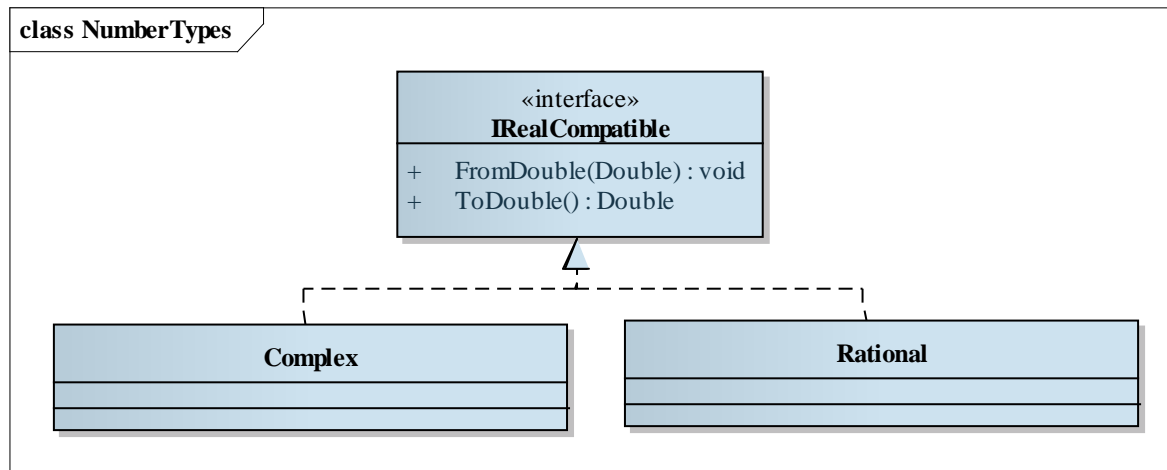 class NumberTypes
«interface»
IRealCompatible
+ FromDouble(Double) : void
+ ToDouble() : Double
Complex
Rational